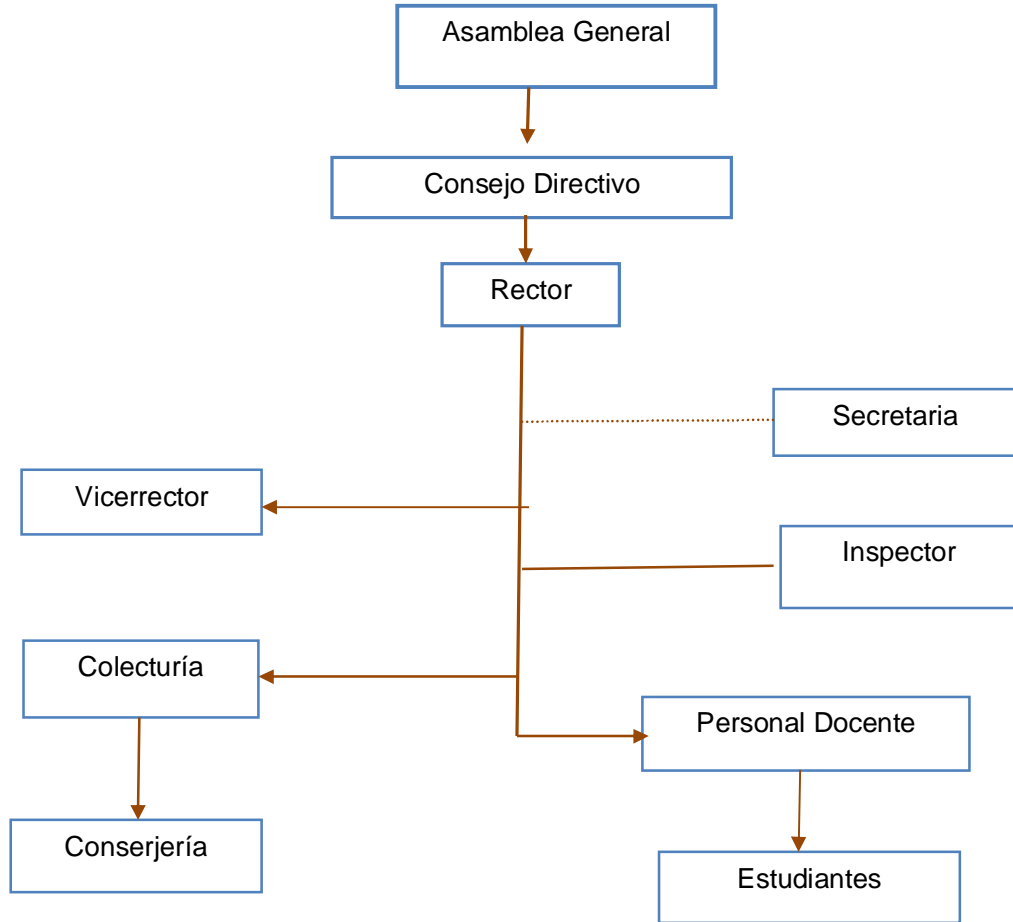 Asamblea General
Consejo Directivo
Rector
Secretaria
Vicerrector
Inspector
Colecturía
Personal Docente
Conserjería
Estudiantes